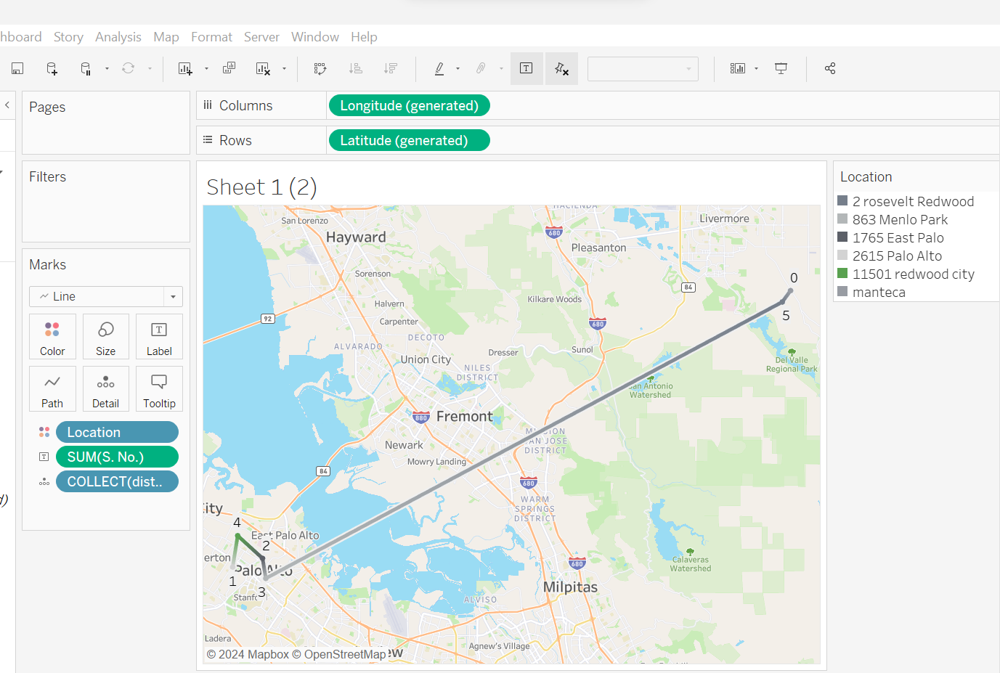 hboard Story Analysis Map Format Server Window Help
Pages
Columns
Longitude (generated)
Rows
Latitude (generated)
Filters
Marks
Line
Color
Size
Label
Path
Detail
Tooltip
Location
SUM(S. No.)
COLLECT(dist..
d)
Sheet 1 (2)
HACIENDA
San Lorenzo
Livermore
Hayward
680
Pleasanton
Sorenson
0
84
Kilkare Woods
Halvern
92
Carpenter
680
5
DECOTO
ALVARADO
Dresser
Sunol
Union City
Del Valle
Regional Park
NILES
DISTRICT
San Antonio
Watershed
880
Fremont
MISSION
SAN JOSE
DISTRICT
Newark
Mowry Landing
84
680
WARM
SPRINGS
DISTRICT
City
4
East Palo Alto
2
erton
Palo Alto
680
Calaveras
Watershed
1
3
Stanfo
Milpitas
ALVISO
Ladera
Agnew's Village
© 2024 Mapbox © OpenStreetMap
ew
Location
2 rosevelt Redwood
863 Menlo Park
1765 East Palo
2615 Palo Alto
11501 redwood city
manteca